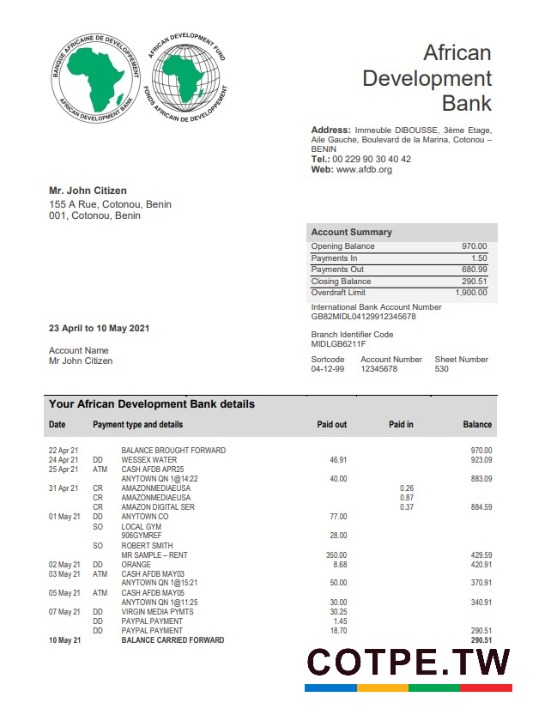 BANQUE AFRICAINE DE DEVELOPPEMENT
AFRICAN DEVELOPMENT BANK
AFRICAN DEVELOPMENT FUND
FONDS AFRICAIN DE DEVELOPPEMENT
African
Development
Bank
Address: Immeuble DIBOUSSE, 3ème Etage,
Aile Gauche, Boulevard de la Marina, Cotonou –
BENIN
Tel.: 00 229 90 30 40 42
Web: www.afdb.org
Mr. John Citizen
155 A Rue, Cotonou, Benin
001, Cotonou, Benin
Account Summary
Opening Balance 970.00
Payments In 1.50
Payments Out 680.99
Closing Balance 290.51
Overdraft Limit 1,900.00
International Bank Account Number
GB82MIDL04129912345678
23 April to 10 May 2021
Branch Identifier Code
MIDLGB6211F
Account Name
Mr John Citizen
Sortcode Account Number Sheet Number
04-12-99 12345678 530
Your African Development Bank details
Date Payment type and details Paid out Paid in Balance
22 Apr 21 BALANCE BROUGHT FORWARD 970.00
24 Apr 21 DD WESSEX WATER 46.91 923.09
25 Apr 21 ATM CASH AFDB APR25
ANYTOWN QN 1@14:22 40.00 883.09
31 Apr 21 CR AMAZONMEDIAEUSA 0.26
CR AMAZONMEDIAEUSA 0.87
CR AMAZON DIGITAL SER 0.37 884.59
01 May 21 DD ANYTOWN CO 77.00
SO LOCAL GYM
906GYMREF 28.00
SO ROBERT SMITH
MR SAMPLE – RENT 350.00 429.59
02 May 21 DD ORANGE 8.68 420.91
03 May 21 ATM CASH AFDB MAY03
ANYTOWN QN 1@15:21 50.00 370.91
05 May 21 ATM CASH AFDB MAY05
ANYTOWN QN 1@11:25 30.00 340.91
07 May 21 DD VIRGIN MEDIA PYMTS 30.25
DD PAYPAL PAYMENT 1.45
DD PAYPAL PAYMENT 18.70 290.51
10 May 21 BALANCE CARRIED FORWARD 290.51
COTPE.TW